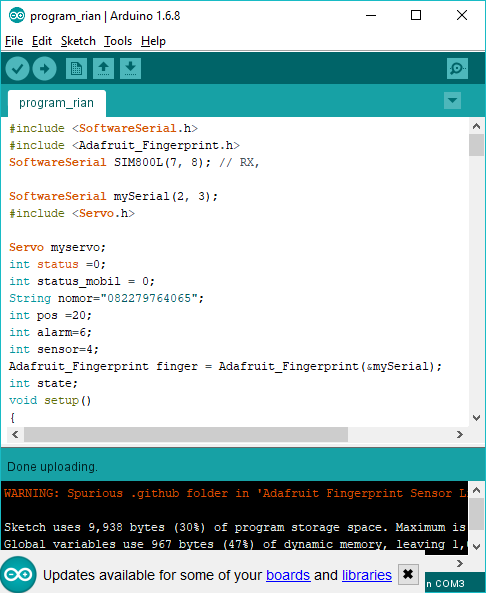 program_rian | Arduino 1.6.8
File Edit Sketch Tools Help
program_rian
#include <SoftwareSerial.h>
#include <Adafruit_Fingerprint.h>
SoftwareSerial SIM800L(7, 8); // RX,
SoftwareSerial mySerial(2, 3);
#include <Servo.h>
Servo myservo;
int status =0;
int status_mobil = 0;
String nomor="082279764065";
int pos =20;
int alarm=6;
int sensor=4;
Adafruit_Fingerprint finger = Adafruit_Fingerprint(&mySerial);
int state;
void setup()
{
Done uploading.
WARNING: Spurious .github folder in 'Adafruit Fingerprint Sensor L
Sketch uses 9,938 bytes (30%) of program storage space. Maximum is
Global variables use 967 bytes (47%) of dynamic memory, leaving 1,
Updates available for some of your boards and libraries
n COM3